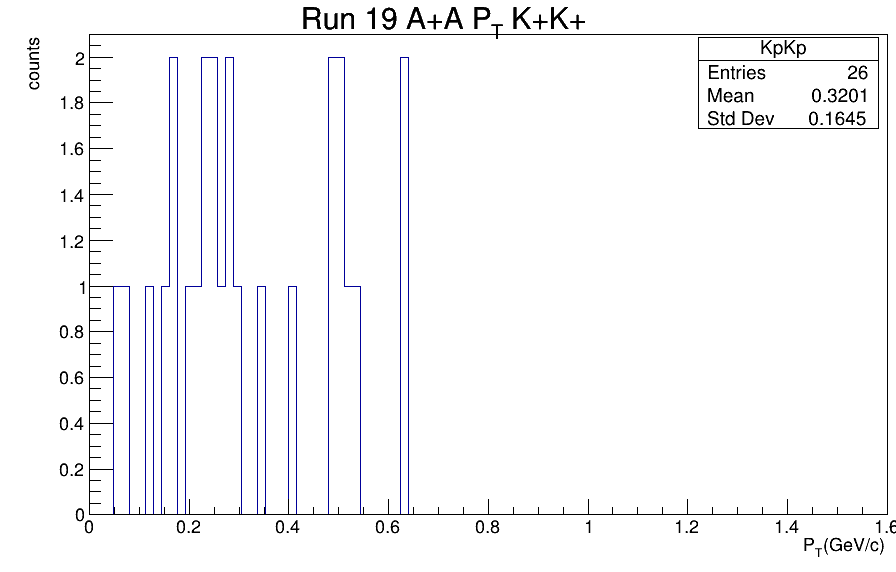 Run 19 A+A P_T K+K+
counts
KpKp
Entries 26
Mean 0.3201
Std Dev 0.1645
2
1.8
1.6
1.4
1.2
1
0.8
0.6
0.4
0.2
0
0 0.2 0.4 0.6 0.8 1 1.2 1.4 1.6
P_T(GeV/c)